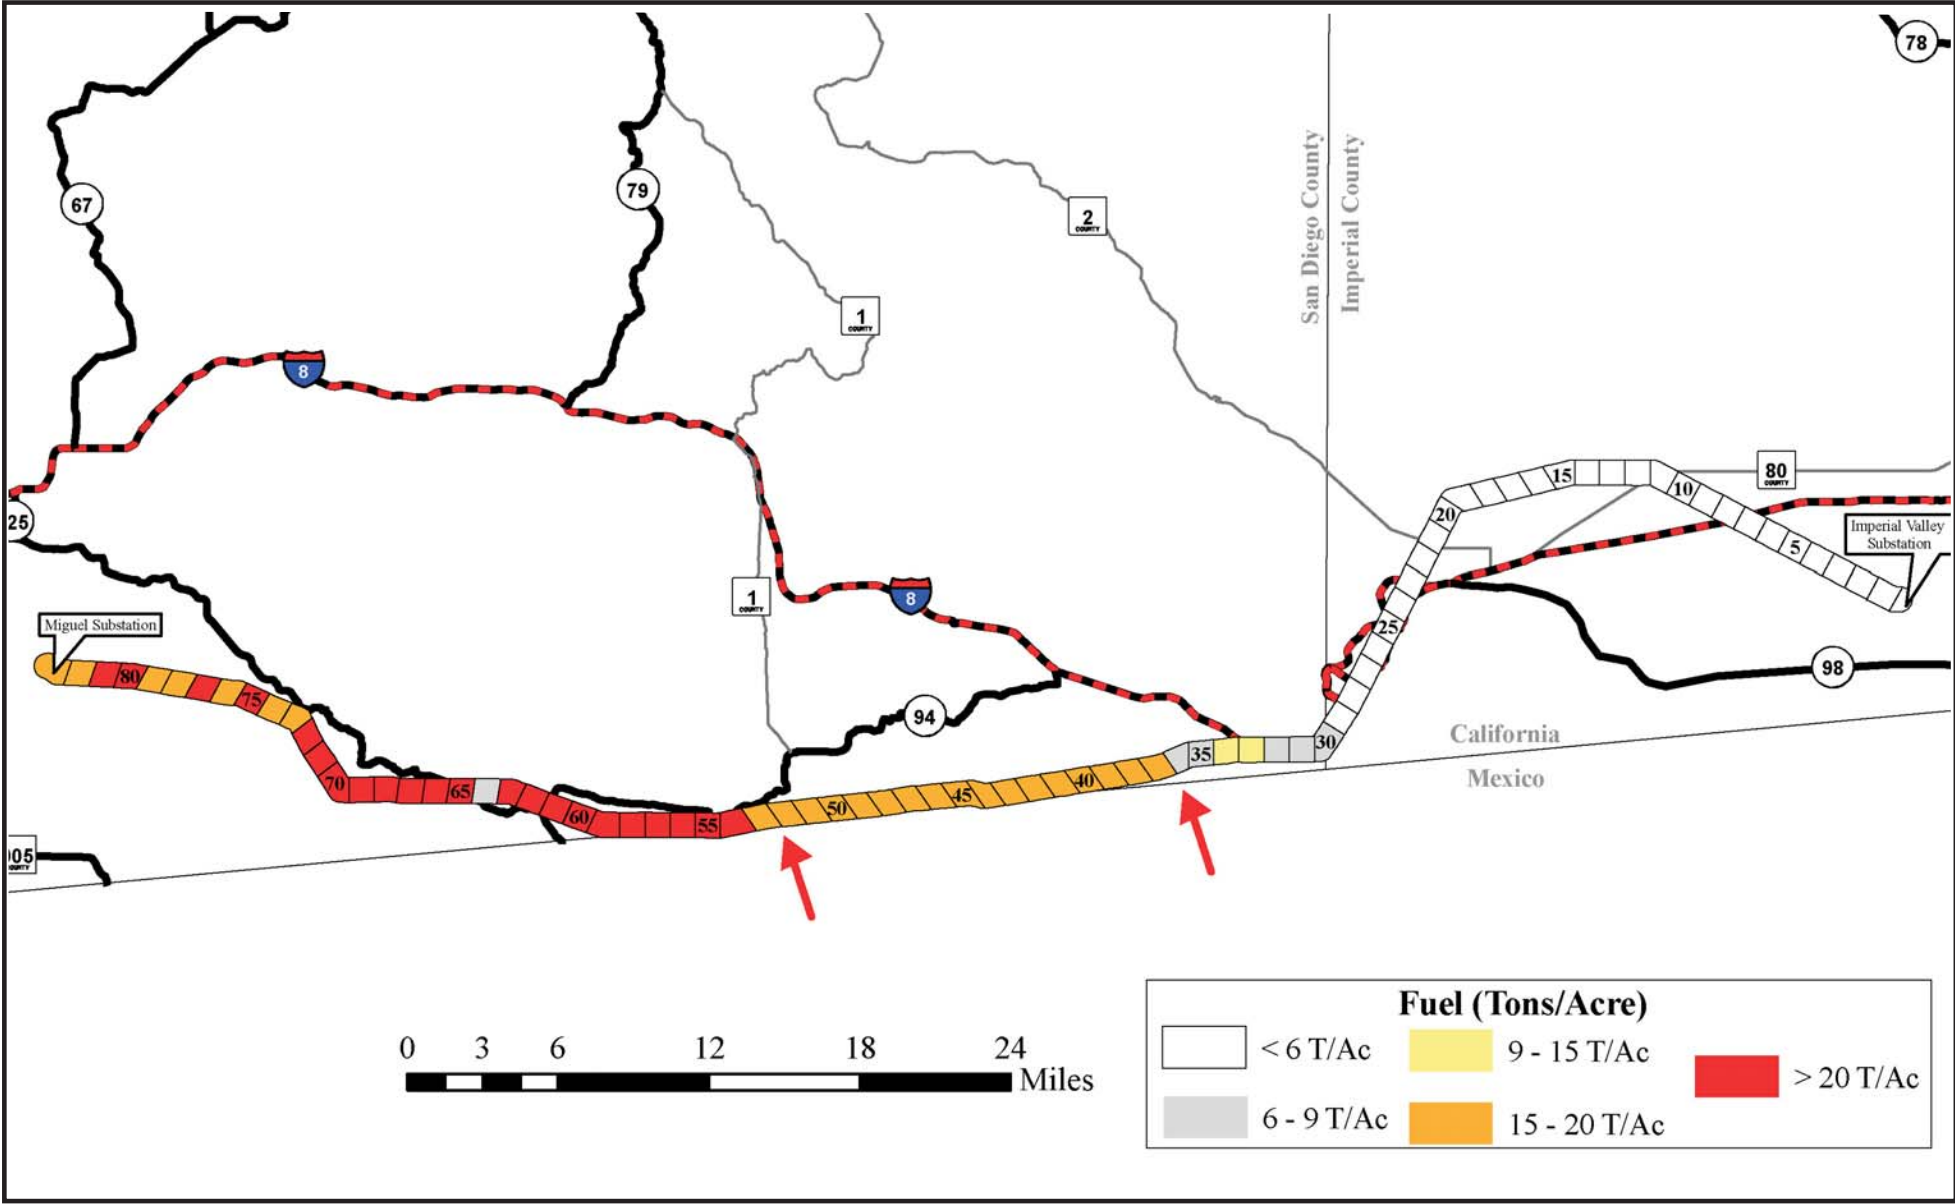 78
67
79
2
COUNTY
San Diego County
Imperial County
1
COUNTY
8
80
COUNTY
15
10
20
25
5
Imperial Valley
Substation
1
COUNTY
8
Miguel Substation
25
98
80
75
94
California
Mexico
30
35
70
65
60
55
50
45
40
05
0
3
6
12
18
24
Miles
Fuel (Tons/Acre)
< 6 T/Ac
9 - 15 T/Ac
> 20 T/Ac
6 - 9 T/Ac
15 - 20 T/Ac